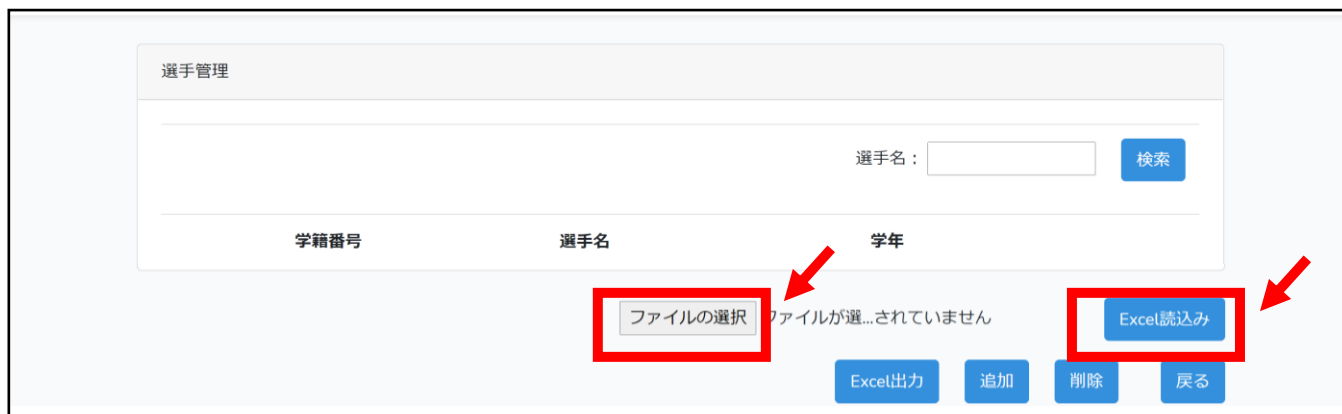 選手管理
選手名： 検索
学籍番号 選手名 学年
ファイルの選択 ファイルが選...されていません Excel読込み
Excel出力 追加 削除 戻る